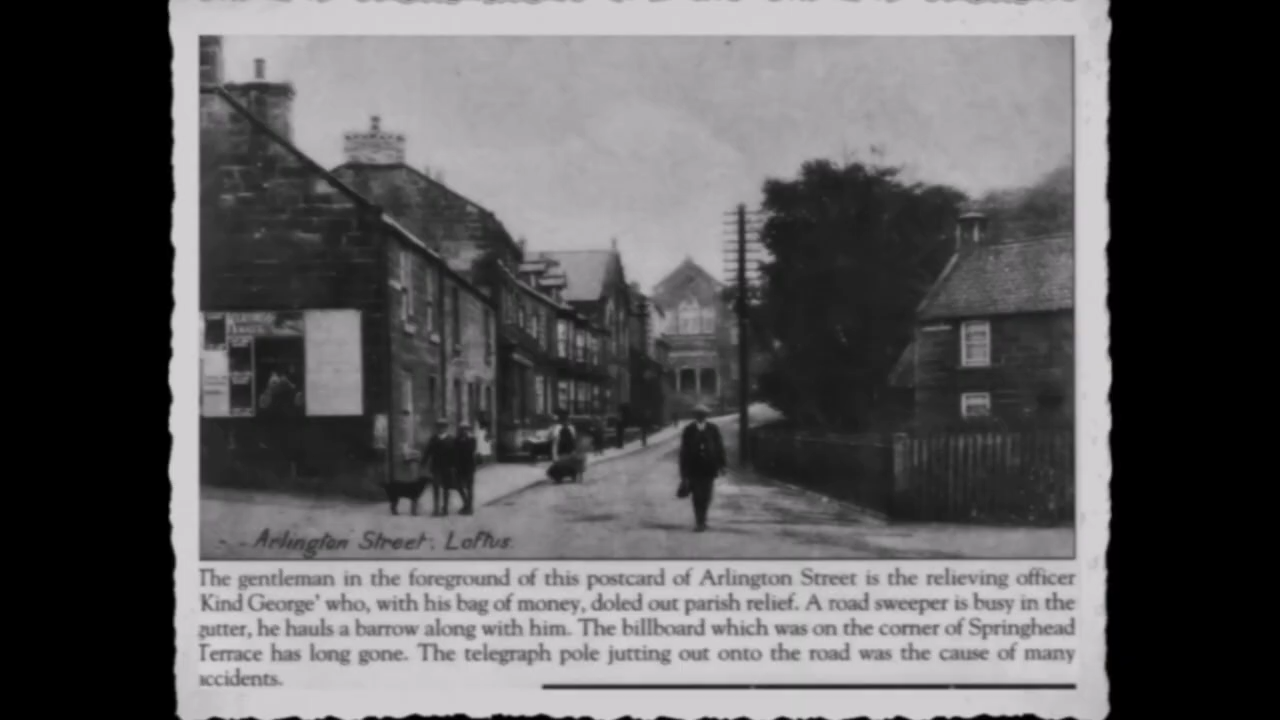 Arlington Street. Loftus
The gentleman in the foreground of this postcard of Arlington Street is the relieving officer
Kind George' who, with his bag of money, doled out parish relief. A road sweeper is busy in the
gutter, he hauls a barrow along with him. The billboard which was on the corner of Springhead
Terrace has long gone. The telegraph pole jutting out onto the road was the cause of many
accidents.